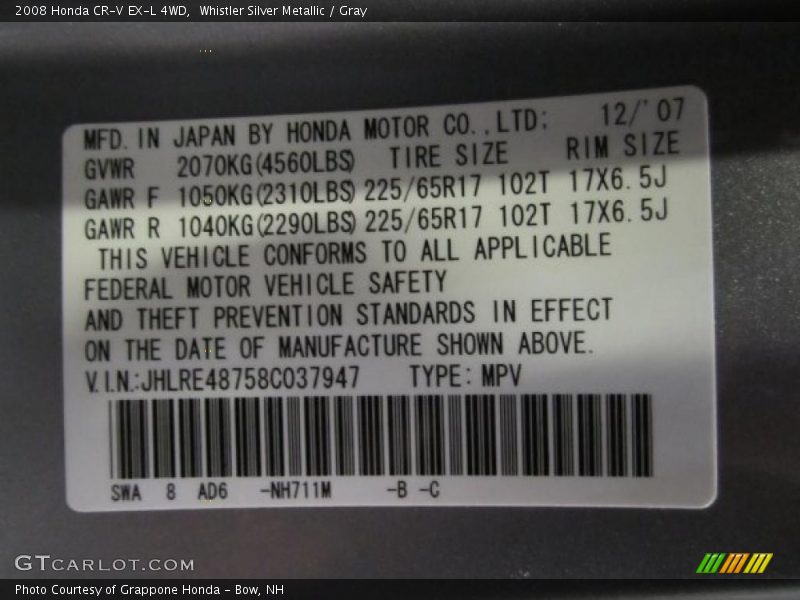 2008 Honda CR-V EX-L 4WD, Whistler Silver Metallic / Gray
MFD. IN JAPAN BY HONDA MOTOR CO.,LTD: 12/'07
GVWR 2070KG(4560LBS) TIRE SIZE RIM SIZE
GAWR F 1050KG(2310LBS) 225/65R17 102T 17X6.5J
GAWR R 1040KG(2290LBS) 225/65R17 102T 17X6.5J
THIS VEHICLE CONFORMS TO ALL APPLICABLE
FEDERAL MOTOR VEHICLE SAFETY
AND THEFT PREVENTION STANDARDS IN EFFECT
ON THE DATE OF MANUFACTURE SHOWN ABOVE.
V.I.N.:JHLRE48758C037947 TYPE: MPV
SWA 8 AD6 -NH711M -B -C
GTCARLOT.COM
Photo Courtesy of Grappone Honda - Bow, NH